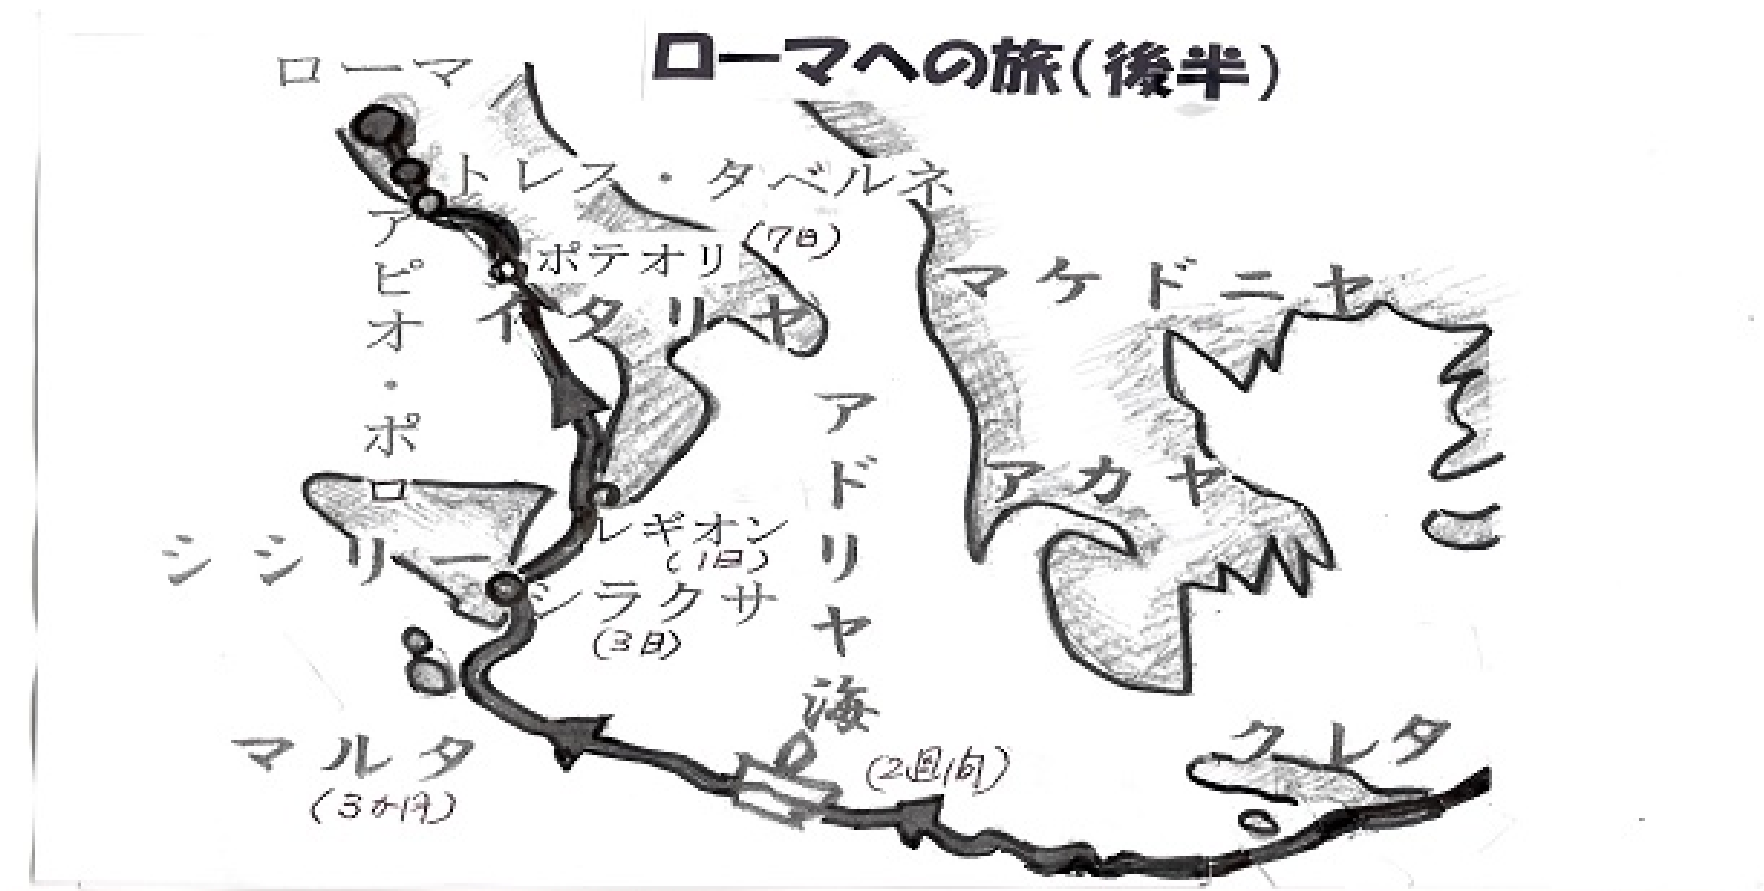 ローマへの旅(後半)
ローマ
トレス・タベルネ
アピオ・ポ
ポテオリ
(7日)
イタリヤ
マケドニヤ
アドリヤ海
アカヤ
レギオン
(1日)
シシリー
シラクサ
(3日)
マルタ
(3か月)
(2週間)
クレタ